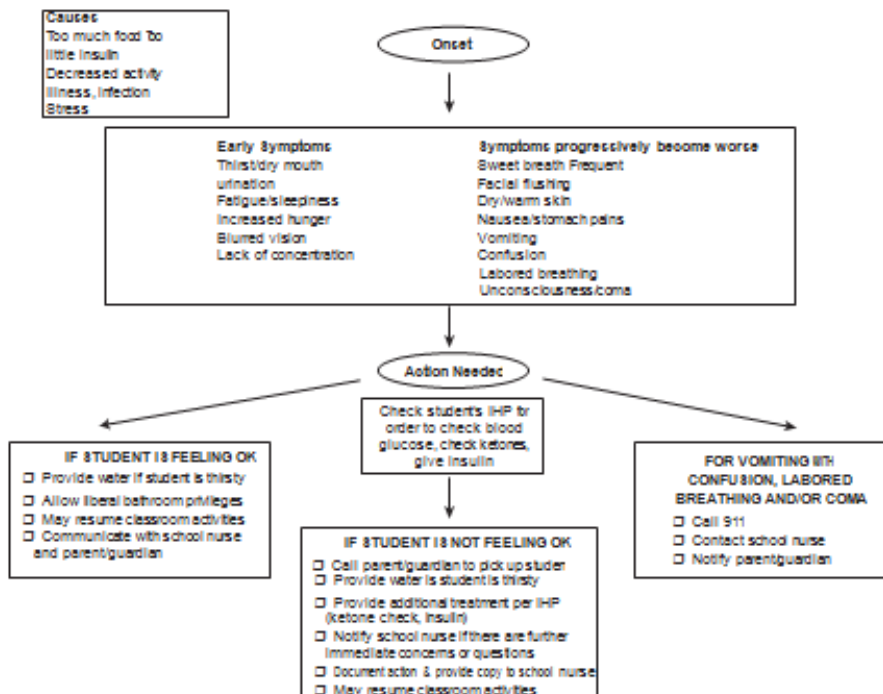 Causes
Too much food Too
little insulin
Decreased activity
Illness, infection
Stress
Onset
Early Symptoms
Thirst/dry mouth
urination
Fatigue/sleepiness
Increased hunger
Blurred vision
Lack of concentration
Symptoms progressively become worse
Sweet breath Frequent
Facial flushing
Dry/warm skin
Nausea/stomach pains
Vomiting
Confusion
Labored breathing
Unconsciousness/coma
Action Needed
Check student's IHP for
order to check blood
glucose, check ketones,
give insulin
IF STUDENT IS FEELING OK
❒ Provide water if student is thirsty
❒ Allow liberal bathroom privileges
❒ May resume classroom activities
❒ Communicate with school nurse
and parent/guardian
IF STUDENT IS NOT FEELING OK
❒ Call parent/guardian to pick up studen
❒ Provide water is student is thirsty
❒ Provide additional treatment per IHP
(ketone check, insulin)
❒ Notify school nurse if there are further
immediate concerns or questions
❒ Document action & provide copy to school nurse
❒ May resume classroom activities
FOR VOMITING WITH
CONFUSION, LABORED
BREATHING AND/OR COMA
❒ Call 911
❒ Contact school nurse
❒ Notify parent/guardian